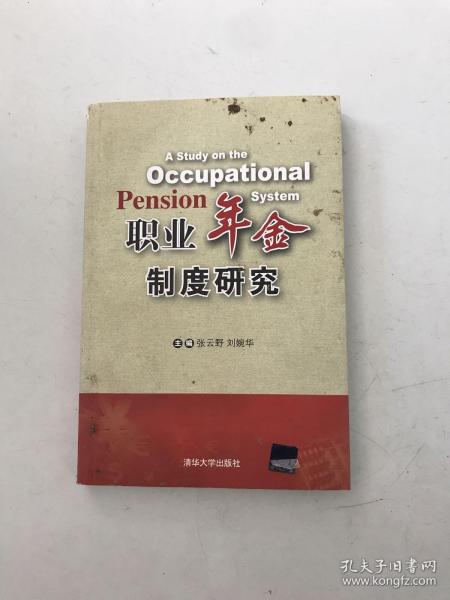 A Study on the
Occupational
Pension System
职业年金
制度研究
主编 张云野 刘婉华
清华大学出版社
孔夫子旧书网
www.kongfz.com